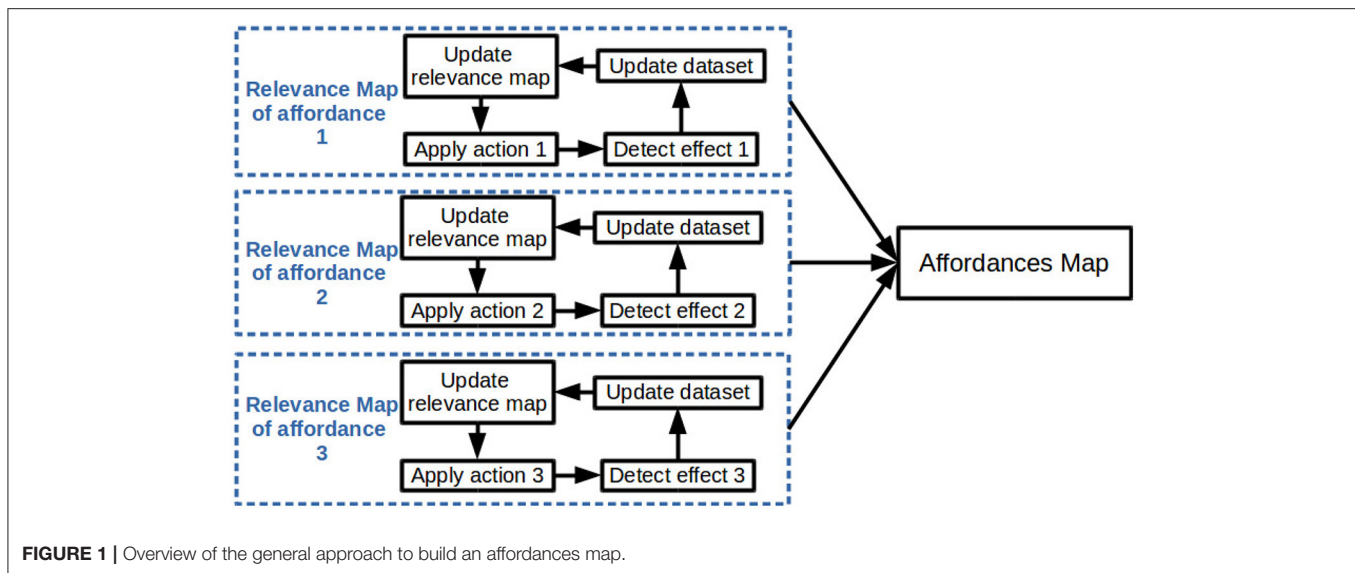 Relevance Map
of affordance
1
Update
relevance map
Update dataset
Apply action 1
Detect effect 1
Relevance Map
of affordance
2
Update
relevance map
Update dataset
Apply action 2
Detect effect 2
Relevance Map
of affordance
3
Update
relevance map
Update dataset
Apply action 3
Detect effect 3
Affordances Map
FIGURE 1 | Overview of the general approach to build an affordances map.